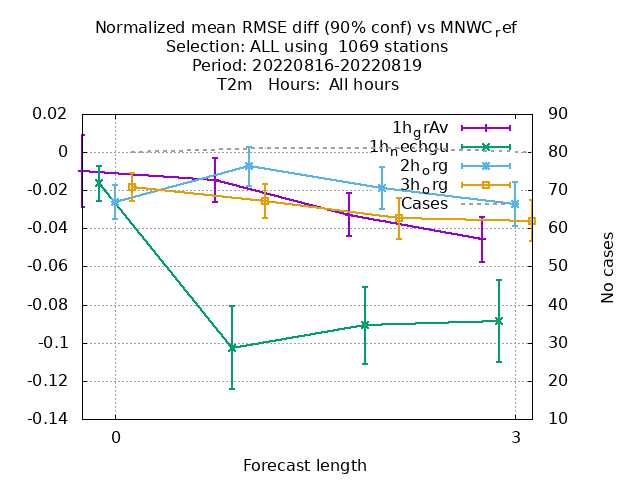 Normalized mean RMSE diff (90% conf) vs MNWC_ref
Selection: ALL using  1069 stations
Period: 20220816-20220819
T2m   Hours:  All hours
0.02
0
-0.02
-0.04
-0.06
-0.08
-0.1
-0.12
-0.14
90
80
70
60
50
40
30
20
10
1h_grAv
1h_nechgu
2h_org
3h_org
Cases
No cases
0
3
Forecast length